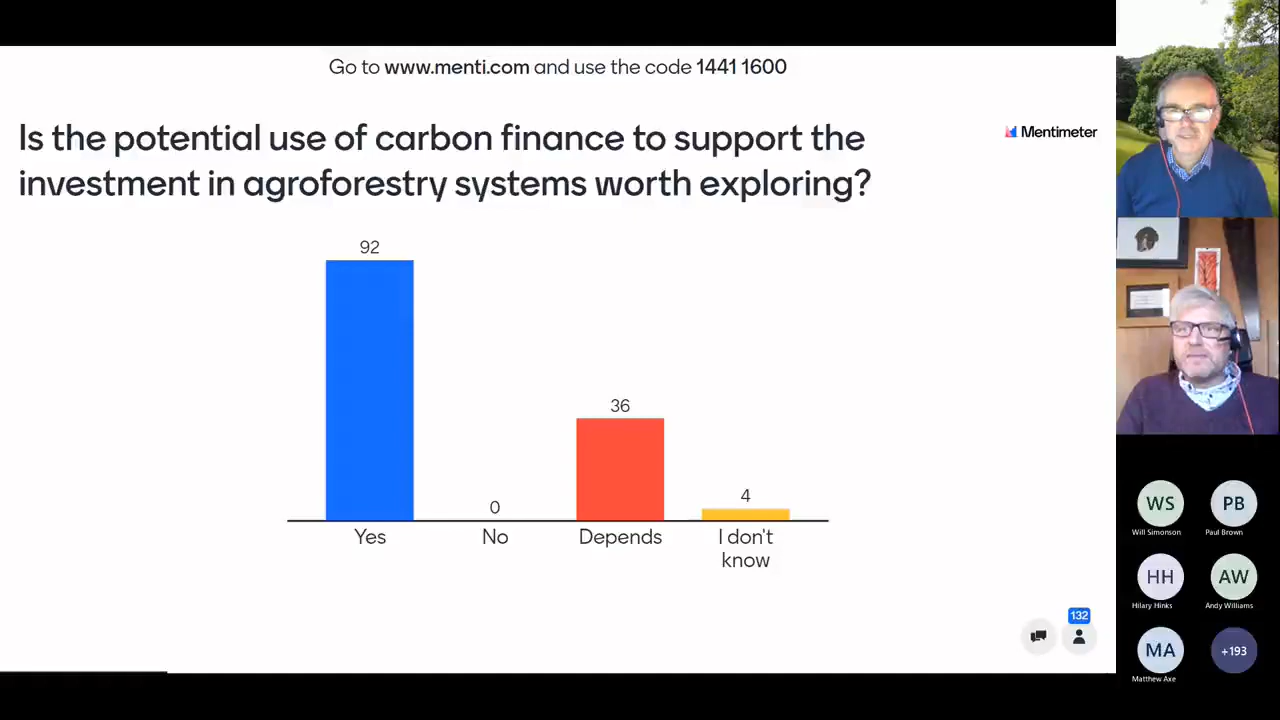 Go to www.menti.com and use the code 1441 1600
Is the potential use of carbon finance to support the
investment in agroforestry systems worth exploring?
Mentimeter
92
0
36
4
Yes
No
Depends
I don't
know
132
WS
Will Simonson
PB
Paul Brown
HH
Hilary Hinks
AW
Andy Williams
MA
Matthew Axe
+193